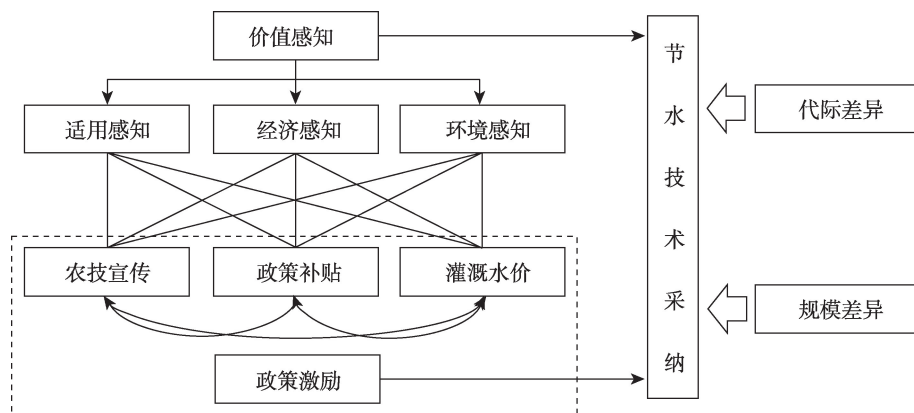 价值感知
适用感知
经济感知
环境感知
农技宣传
政策补贴
灌溉水价
政策激励
节水技术采纳
代际差异
规模差异